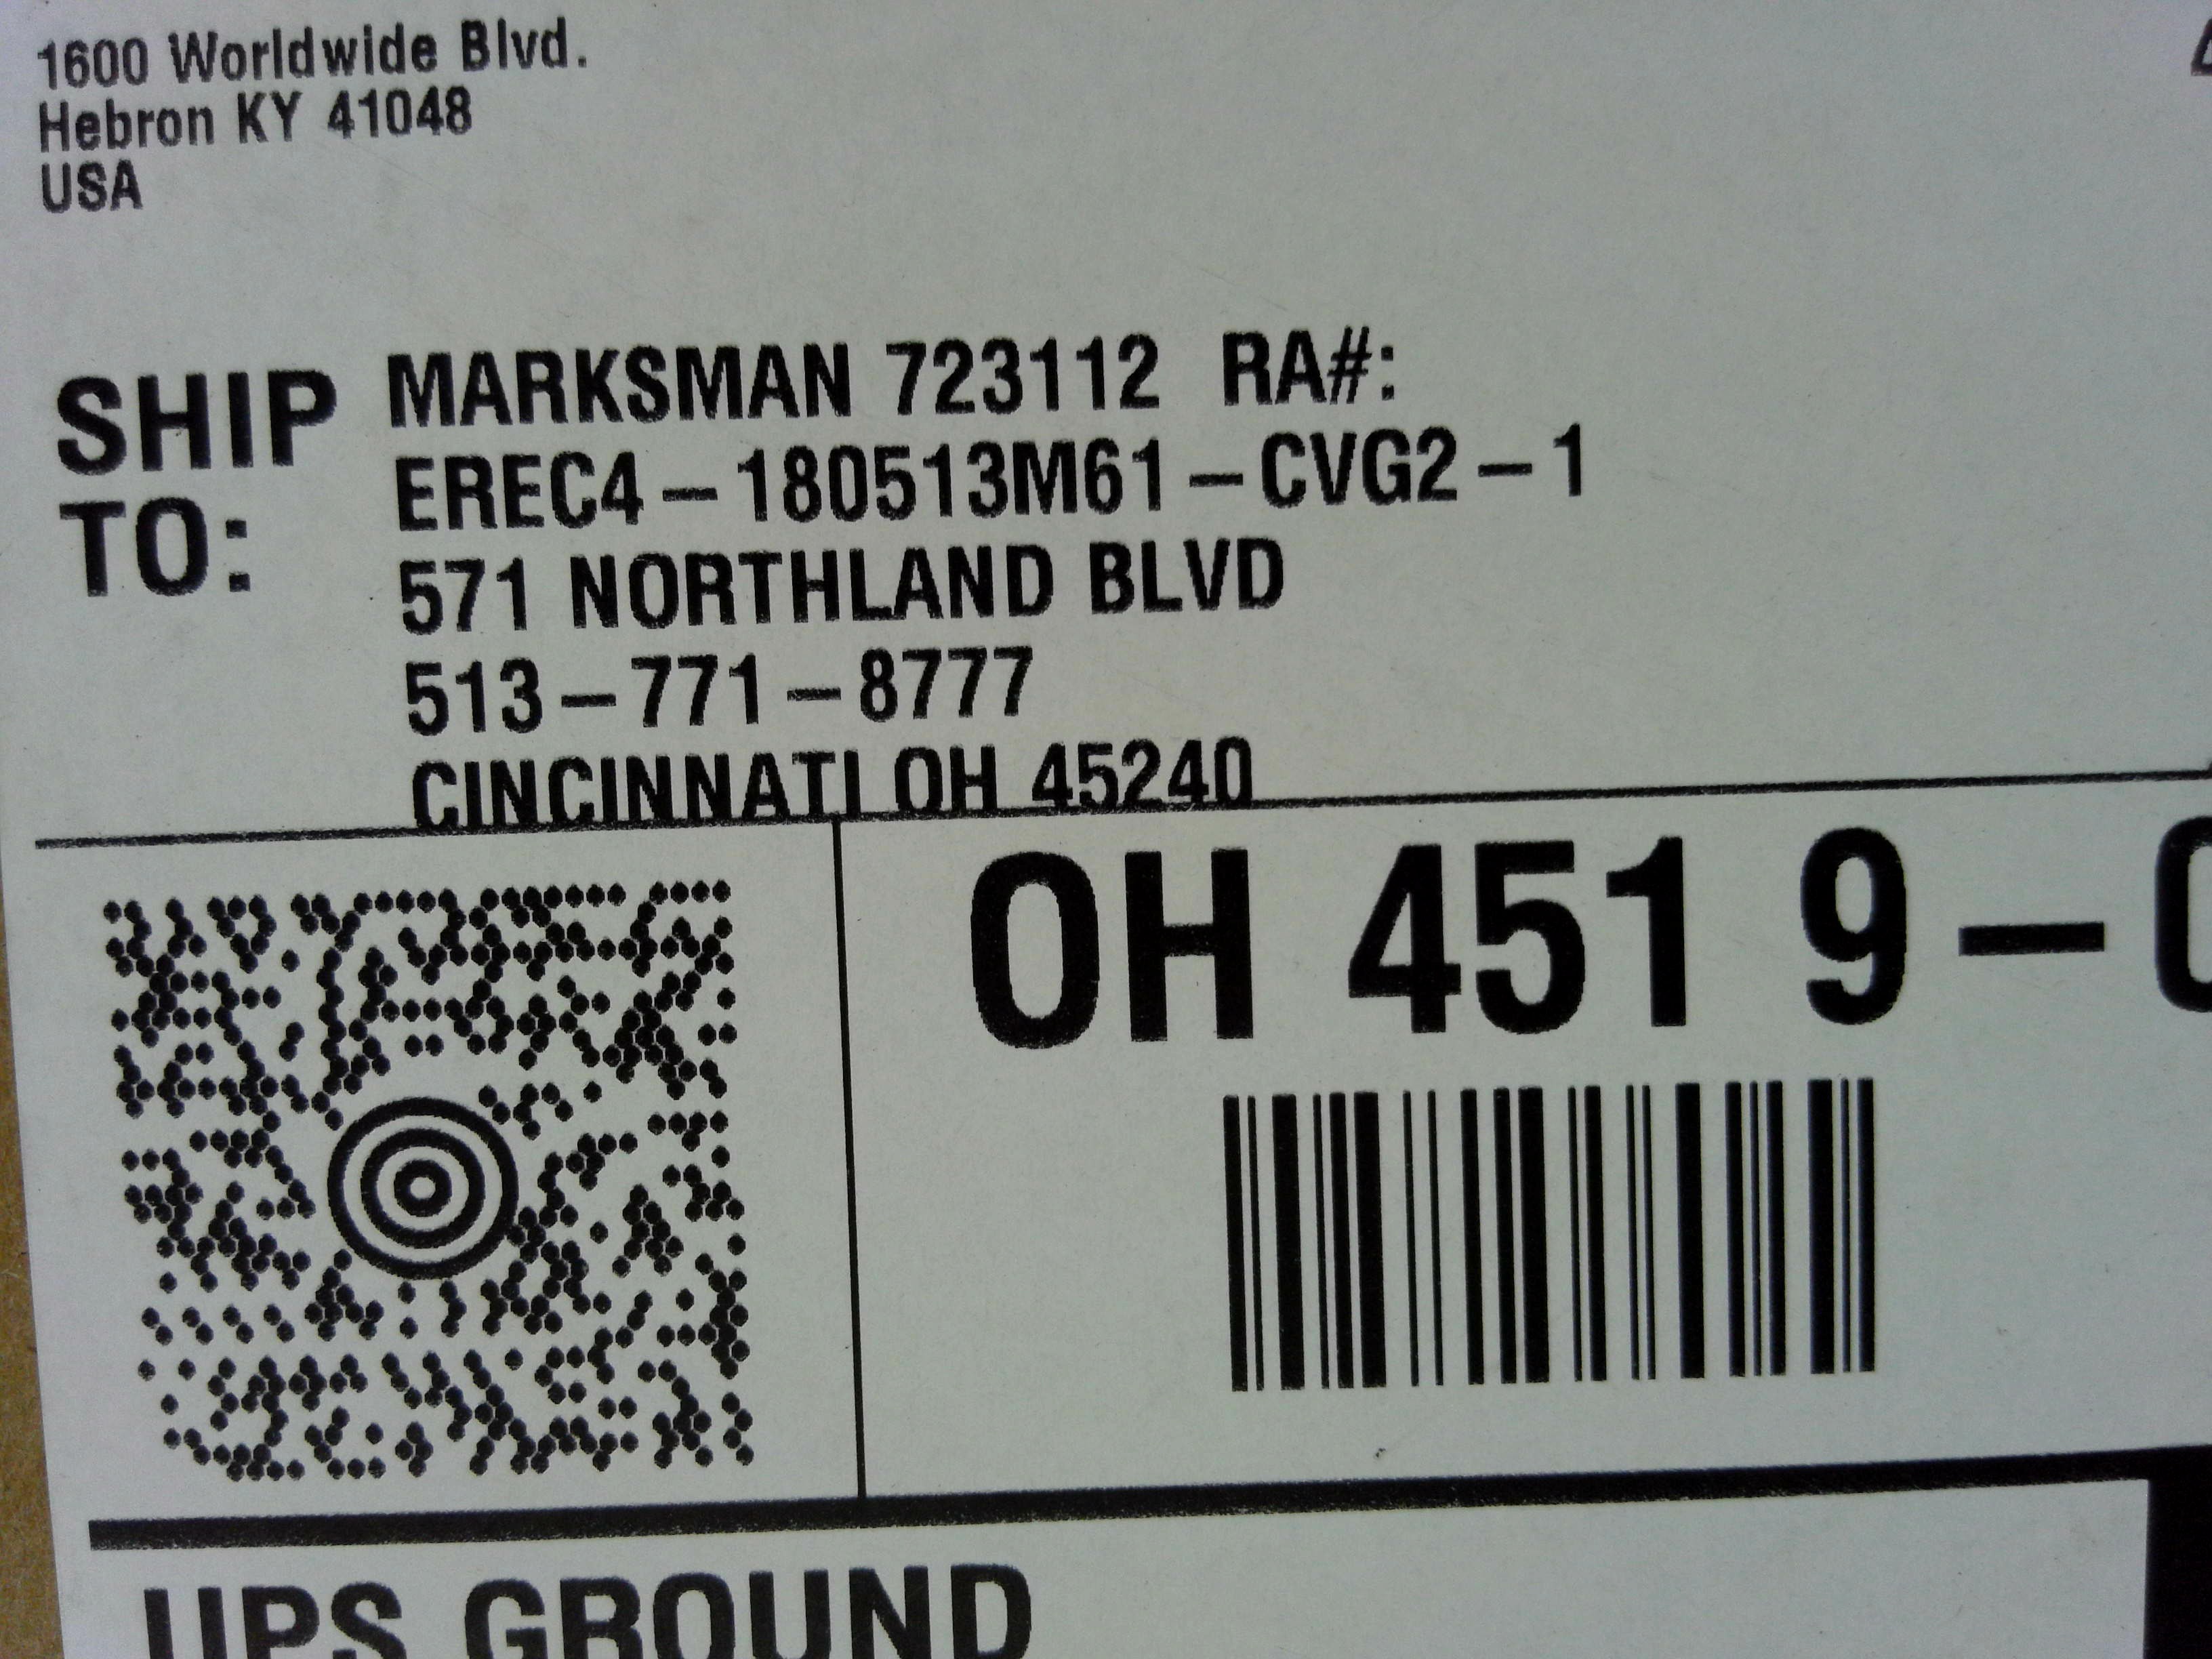 1600 Worldwide Blvd.
Hebron KY 41048
USA
SHIP TO:
MARKSMAN 723112 RA#:
EREC4-180513M61-CVG2-1
571 NORTHLAND BLVD
513-771-8777
CINCINNATI OH 45240
OH 451 9-0
UPS GROUND